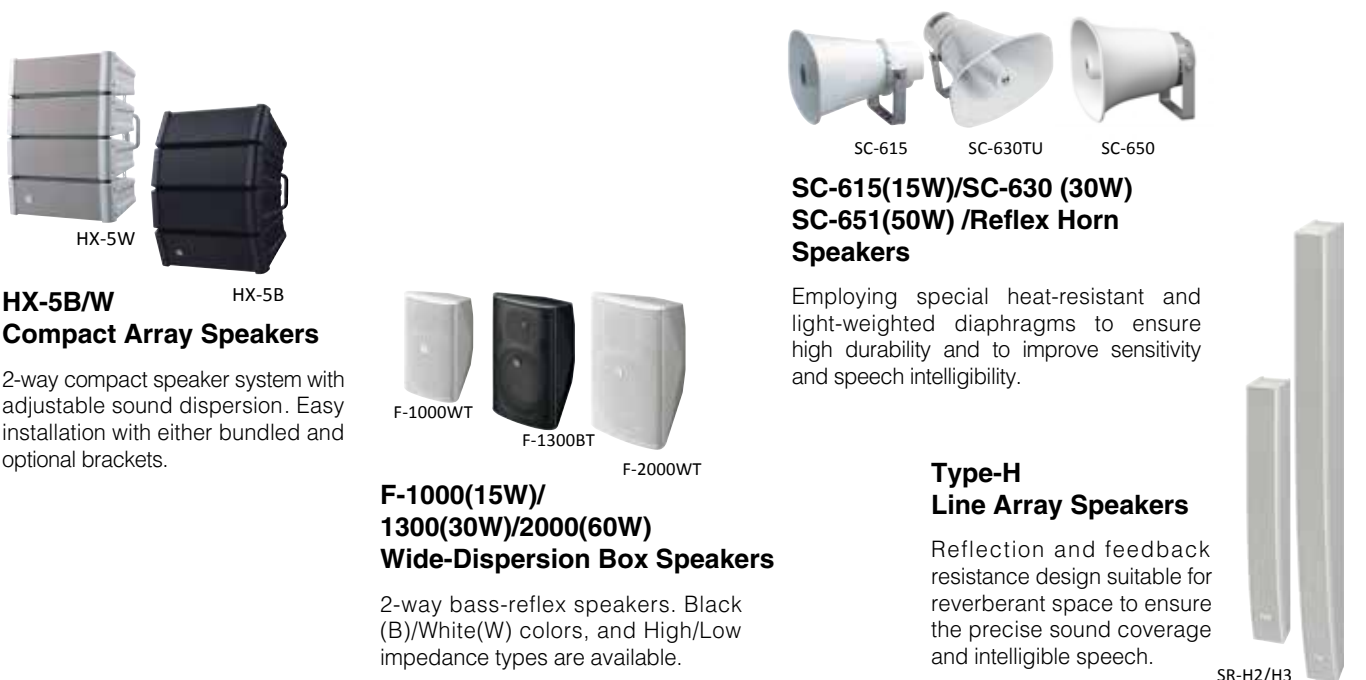 HX-5W
HX-5B
HX-5B/W
Compact Array Speakers
2-way compact speaker system with
adjustable sound dispersion. Easy
installation with either bundled and
optional brackets.
F-1000WT
F-1300BT
F-2000WT
F-1000(15W)/
1300(30W)/2000(60W)
Wide-Dispersion Box Speakers
2-way bass-reflex speakers. Black
(B)/White(W) colors, and High/Low
impedance types are available.
SC-615
SC-630TU
SC-650
SC-615(15W)/SC-630 (30W)
SC-651(50W) /Reflex Horn
Speakers
Employing special heat-resistant and
light-weighted diaphragms to ensure
high durability and to improve sensitivity
and speech intelligibility.
Type-H
Line Array Speakers
Reflection and feedback
resistance design suitable for
reverberant space to ensure
the precise sound coverage
and intelligible speech.
SR-H2/H3